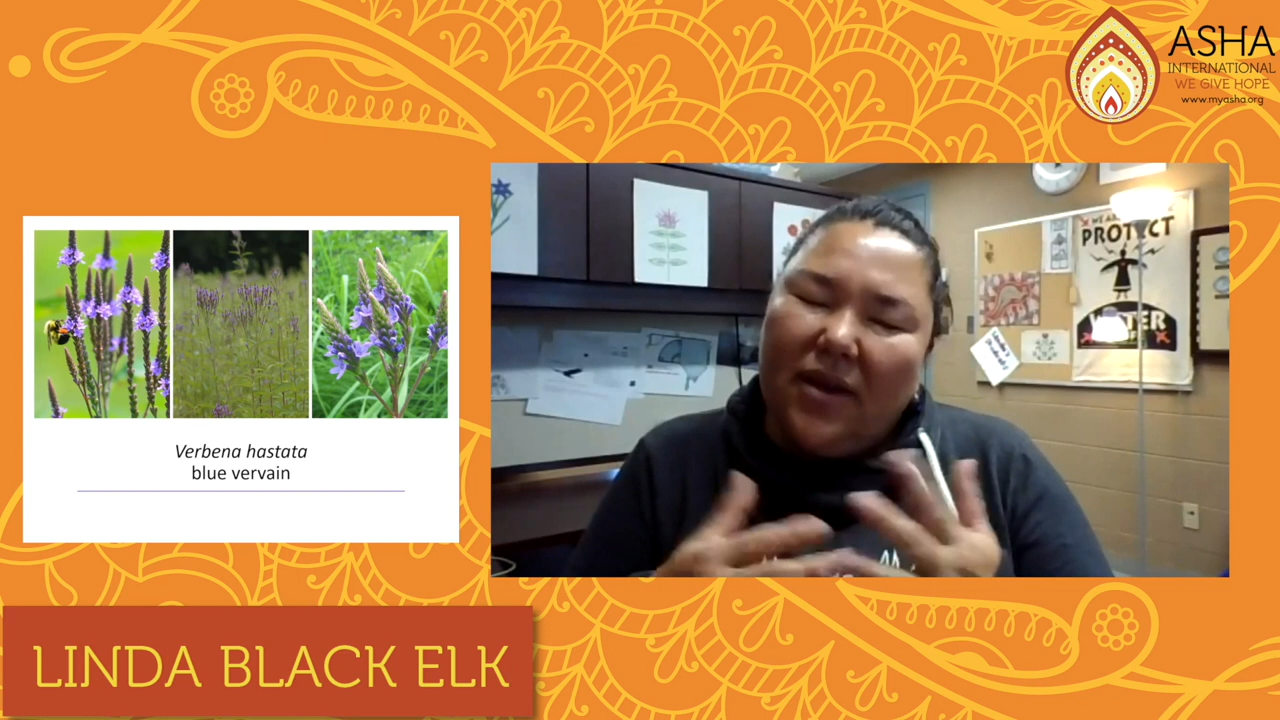 ASHA
INTERNATIONAL
WE GIVE HOPE
www.myasha.org
PROTECT
WATER
Verbena hastata
blue vervain
LINDA BLACK ELK